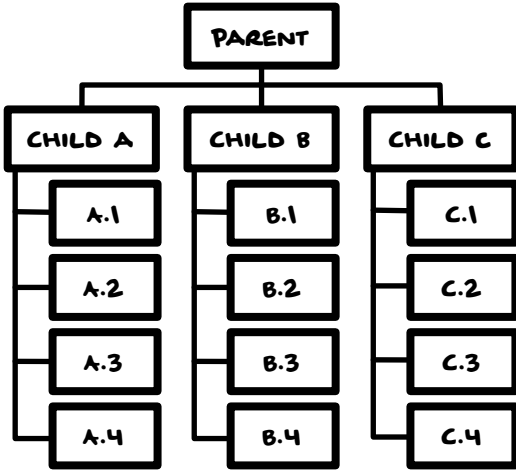 PARENT
CHILD A
CHILD B
CHILD C
A.1
B.1
C.1
A.2
B.2
C.2
A.3
B.3
C.3
A.4
B.4
C.4